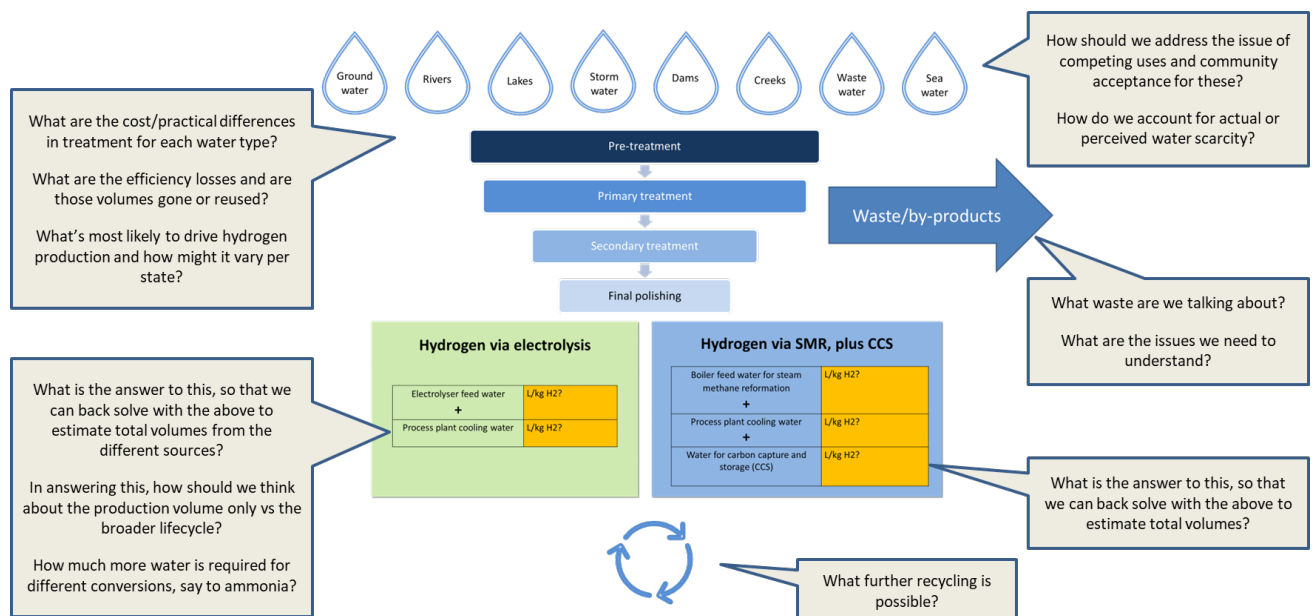 Ground
water
Rivers
Lakes
Storm
water
Dams
Creeks
Waste
water
Sea
water
How should we address the issue of
competing uses and community
acceptance for these?
How do we account for actual or
perceived water scarcity?
What are the cost/practical differences
in treatment for each water type?
What are the efficiency losses and are
those volumes gone or reused?
What's most likely to drive hydrogen
production and how might it vary per
state?
Pre-treatment
Primary treatment
Secondary treatment
Final polishing
Waste/by-products
What waste are we talking about?
What are the issues we need to
understand?
Hydrogen via electrolysis
Electrolyser feed water
+
L/kg H2?
Process plant cooling water
L/kg H2?
Hydrogen via SMR, plus CCS
Boiler feed water for steam
methane reformation
+
L/kg H2?
Process plant cooling water
+
L/kg H2?
Water for carbon capture and
storage (CCS)
L/kg H2?
What is the answer to this, so that we
can back solve with the above to
estimate total volumes from the
different sources?
In answering this, how should we think
about the production volume only vs the
broader lifecycle?
How much more water is required for
different conversions, say to ammonia?
What is the answer to this, so that
we can back solve with the above to
estimate total volumes?
What further recycling is
possible?